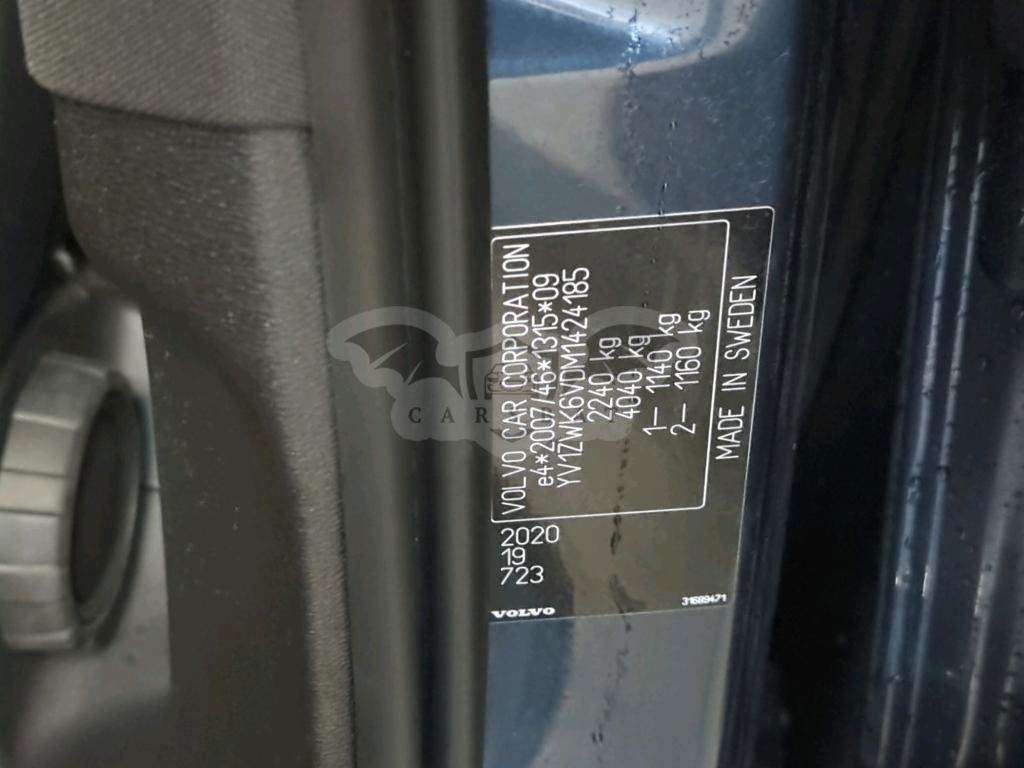 VOLVO CAR CORPORATION
e4*2007/46*1315*09
YV1ZWK6VDM1424185
2240 kg
4040 kg
1– 1140 kg
2– 1160 kg
MADE IN SWEDEN
2020
19
723
VOLVO
31689471